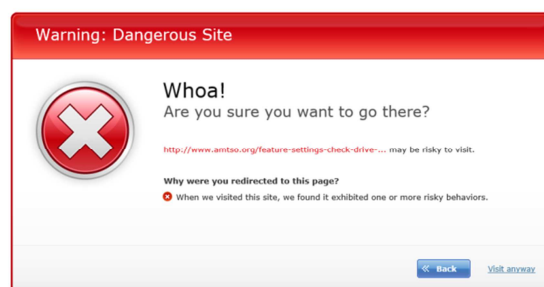 Warning: Dangerous Site
Whoa!
Are you sure you want to go there?
http://www.amtso.org/feature-settings-check-drive-... may be risky to visit.
Why were you redirected to this page?
When we visited this site, we found it exhibited one or more risky behaviors.
« Back
Visit anyway